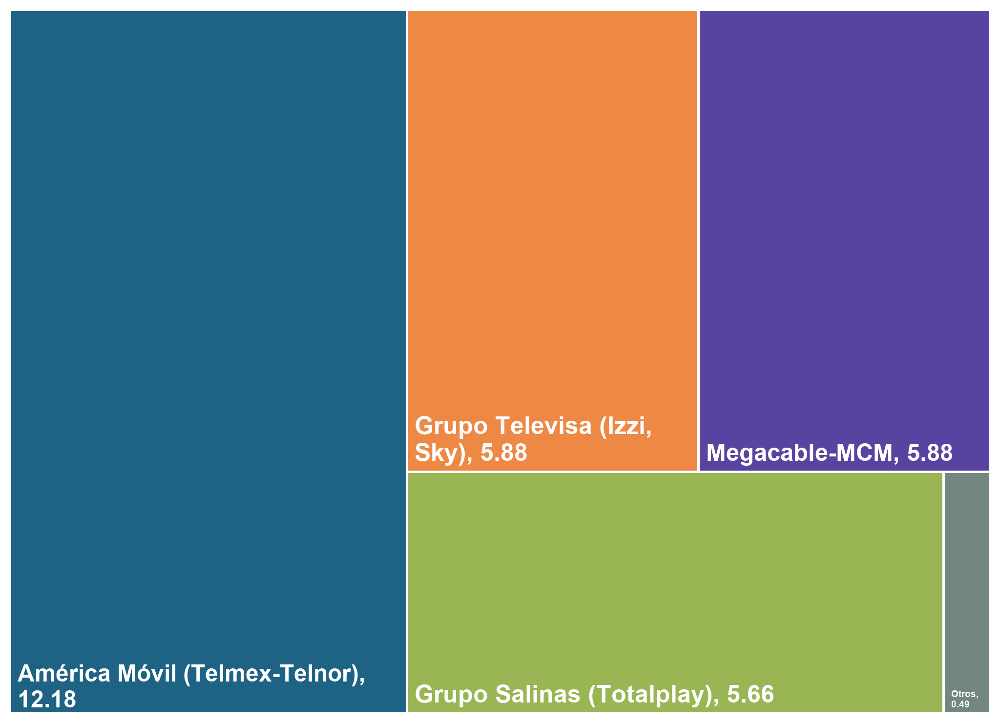 Grupo Televisa (Izzi,
Sky), 5.88
Megacable-MCM, 5.88
América Móvil (Telmex-Telnor),
12.18
Grupo Salinas (Totalplay), 5.66
Otros,
0.49